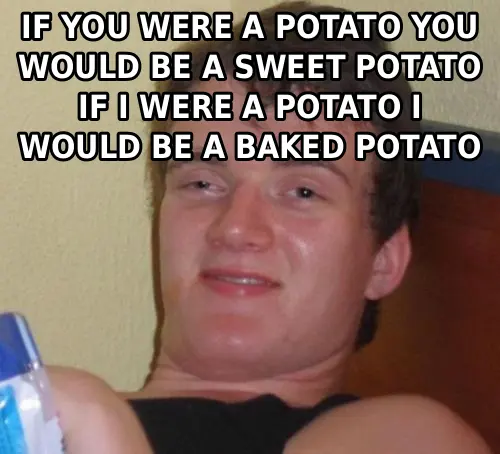 IF YOU WERE A POTATO YOU
WOULD BE A SWEET POTATO
IF I WERE A POTATO I
WOULD BE A BAKED POTATO